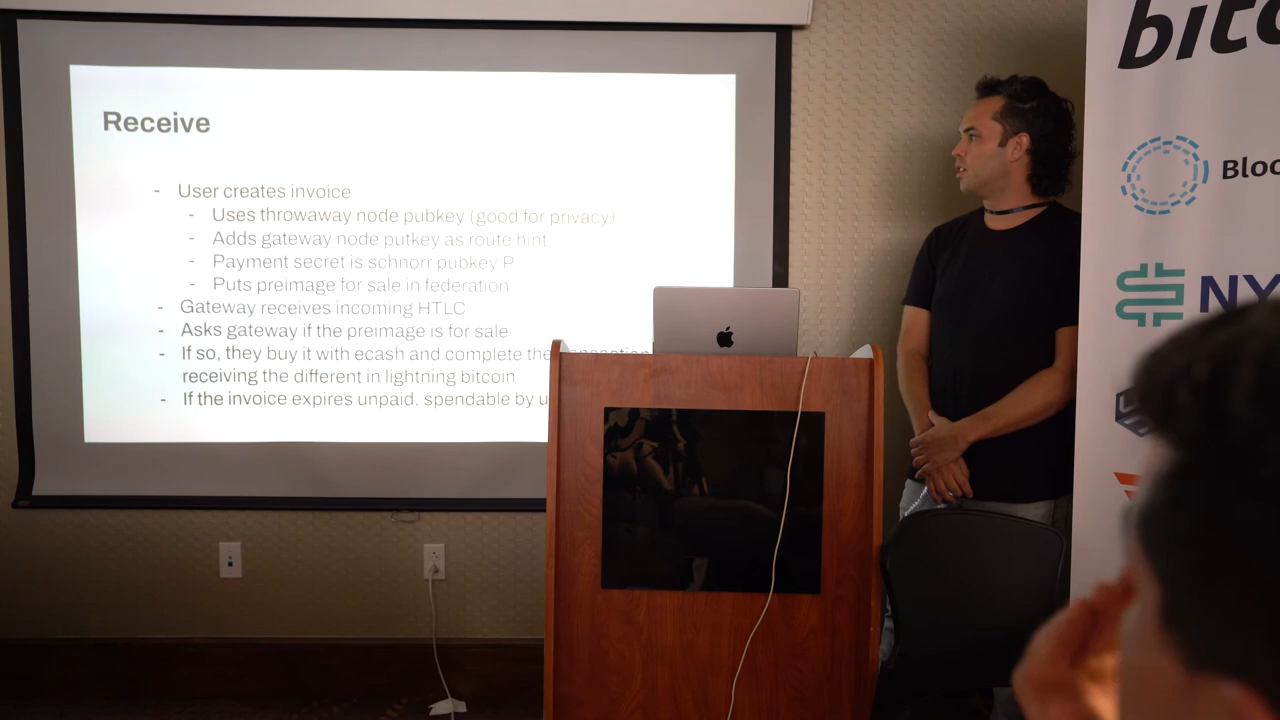 Receive
- User creates invoice
- Uses throwaway node pubkey (good for privacy)
- Adds gateway node putkey as route hint
- Payment secret is schnorr pubkey P
- Puts preimage for sale in federation
- Gateway receives incoming HTLC
- Asks gateway if the preimage is for sale
- If so, they buy it with ecash and complete the
receiving the different in lightning bitcoin
- If the invoice expires unpaid. spendable by
bitc
Bloc
NY